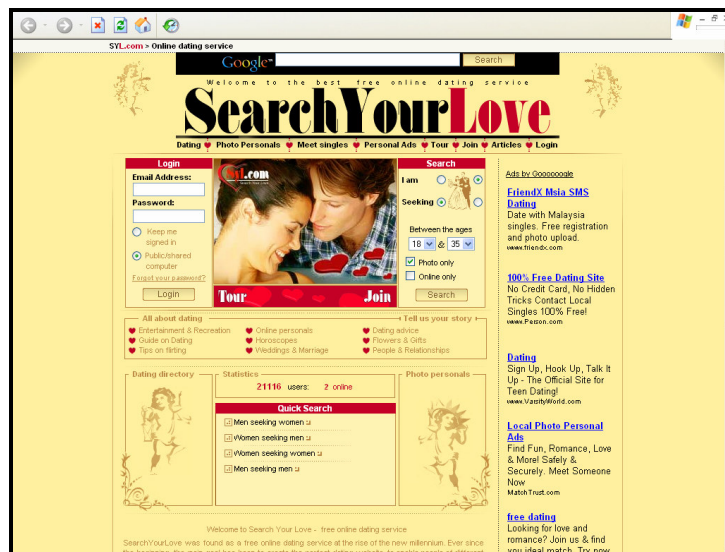 SYL.com > Online dating service
Google™ Search
Welcome to the best free online dating service
SearchYourLove
Dating Photo Personals Meet singles Personal Ads Tour Join Articles Login
Login
Email Address:
Password:
Keep me
signed in
Public/shared
computer
Forgot your password?
Login
SYL.com
Tour Join
Search
I am
Seeking
Between the ages
18 & 35
Photo only
Online only
Search
All about dating
Tell us your story
Entertainment & Recreation Online personals Dating advice
Guide on Dating Horoscopes Flowers & Gifts
Tips on flirting Weddings & Marriage People & Relationships
Dating directory
Statistics
21116 users: 2 online
Photo personals
Quick Search
Men seeking women
Women seeking men
Women seeking women
Men seeking men
Welcome to Search Your Love - free online dating service
SearchYourLove was found as a free online dating service at the rise of the new millennium. Ever since
Ads by Goooooogle
FriendX Msia SMS
Dating
Date with Malaysia
singles. Free registration
and photo upload.
www.friendx.com
100% Free Dating Site
No Credit Card, No Hidden
Tricks Contact Local
Singles 100% Free!
www.Person.com
Dating
Sign Up, Hook Up, Talk It
Up - The Official Site for
Teen Dating!
www.VarsityWorld.com
Local Photo Personal
Ads
Find Fun, Romance, Love
& More! Safely &
Securely. Meet Someone
Now
MatchTrust.com
free dating
Looking for love and
romance? Join us & find
you ideal match. Try now